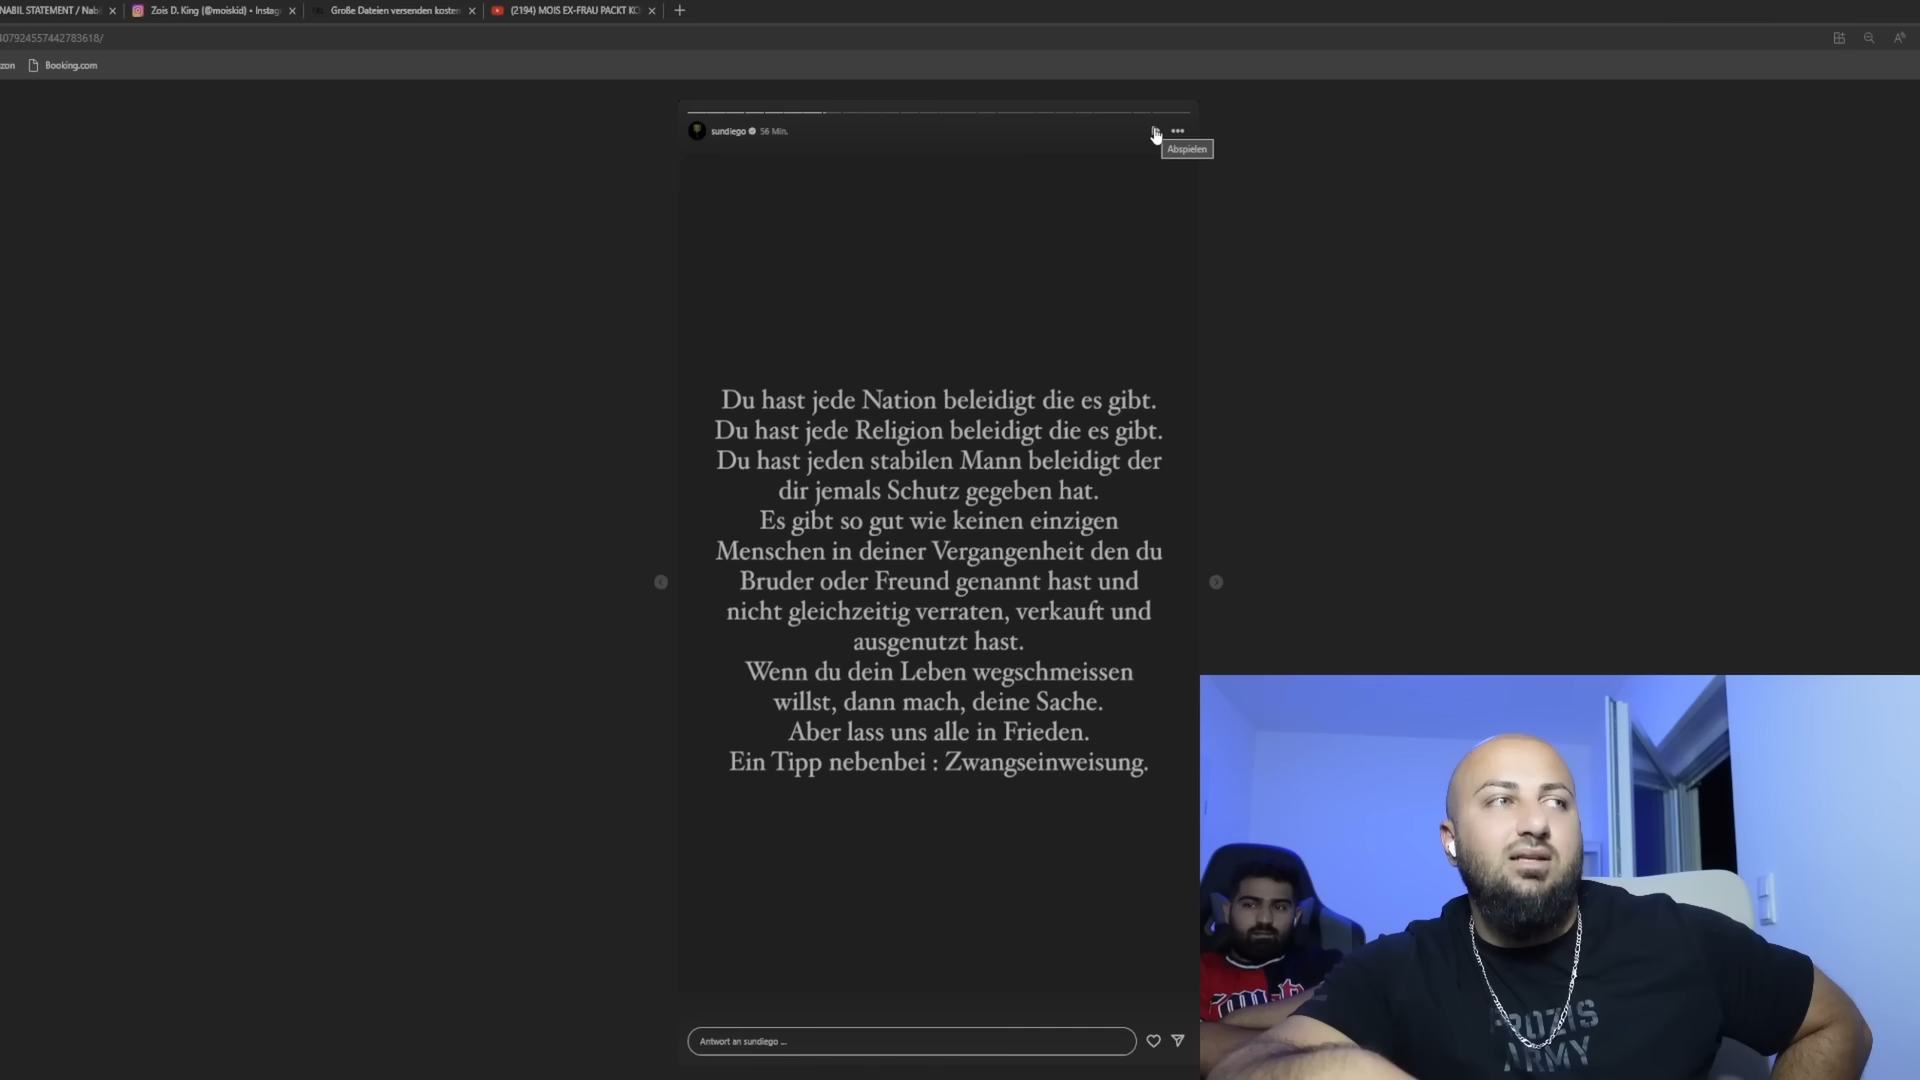 NABIL STATEMENT / Nabi
Zois D. King (@moiskid) • Instag
Große Dateien versenden kosten
(2194) MOIS EX-FRAU PACKT KO
407924557442783618/
zon
Booking.com
sundiego 56 Min.
Abspielen
Du hast jede Nation beleidigt die es gibt.
Du hast jede Religion beleidigt die es gibt.
Du hast jeden stabilen Mann beleidigt der
dir jemals Schutz gegeben hat.
Es gibt so gut wie keinen einzigen
Menschen in deiner Vergangenheit den du
Bruder oder Freund genannt hast und
nicht gleichzeitig verraten, verkauft und
ausgenutzt hast.
Wenn du dein Leben wegschmeissen
willst, dann mach, deine Sache.
Aber lass uns alle in Frieden.
Ein Tipp nebenbei : Zwangseinweisung.
Antwort an sundiego ...
ARMY